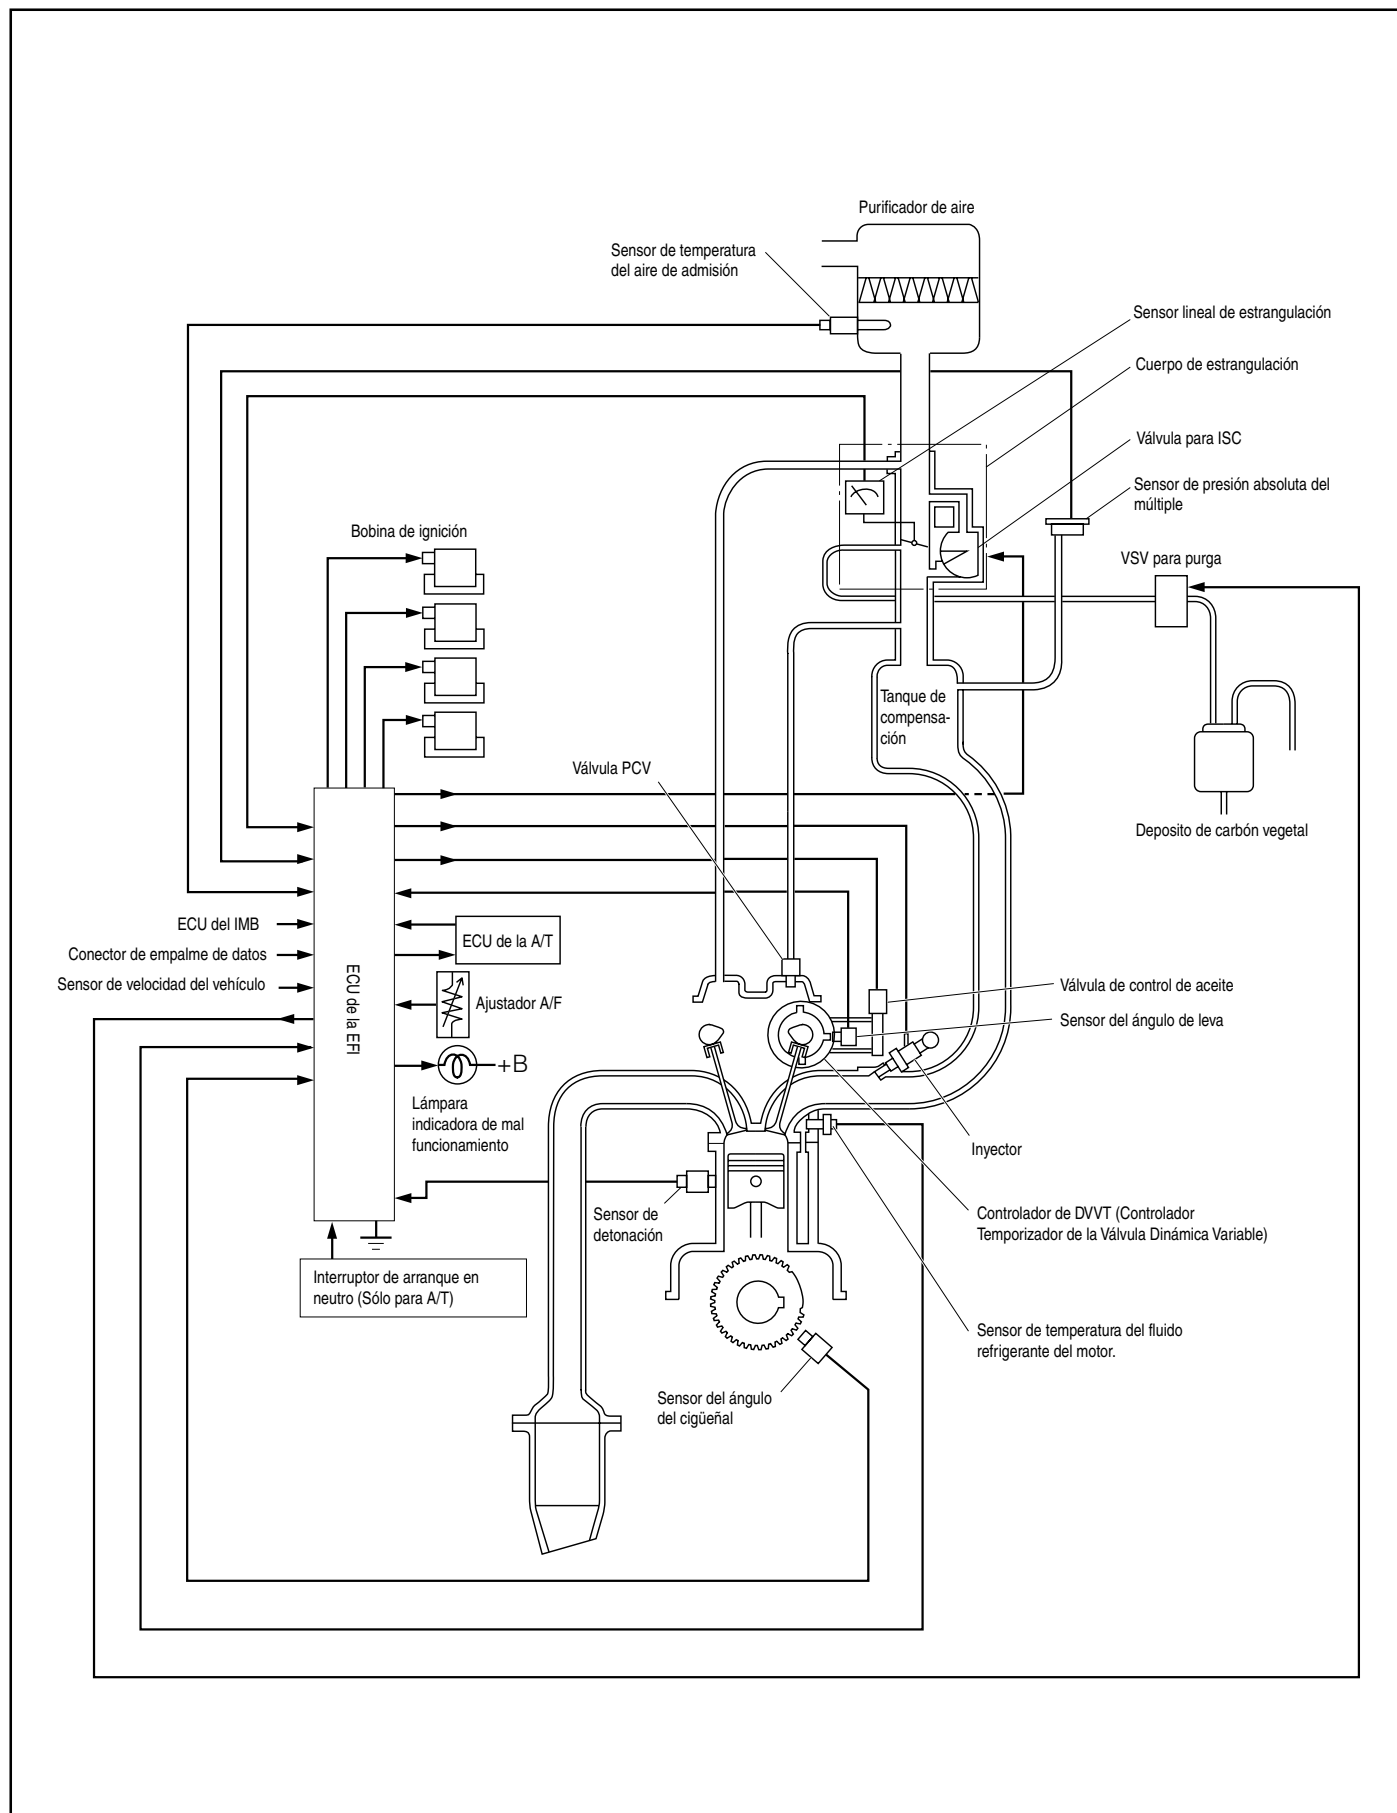 Purificador de aire
Sensor de temperatura
del aire de admisión
Sensor lineal de estrangulación
Cuerpo de estrangulación
Válvula para ISC
Sensor de presión absoluta del
múltiple
Bobina de ignición
VSV para purga
Tanque de
compensa-
ción
Válvula PCV
Deposito de carbón vegetal
ECU del IMB
Conector de empalme de datos
Sensor de velocidad del vehículo
ECU de la EFI
ECU de la A/T
Ajustador A/F
+B
Lámpara
indicadora de mal
funcionamiento
Válvula de control de aceite
Sensor del ángulo de leva
Inyector
Sensor de
detonación
Controlador de DVVT (Controlador
Temporizador de la Válvula Dinámica Variable)
Interruptor de arranque en
neutro (Sólo para A/T)
Sensor de temperatura del fluido
refrigerante del motor.
Sensor del ángulo
del cigüeñal